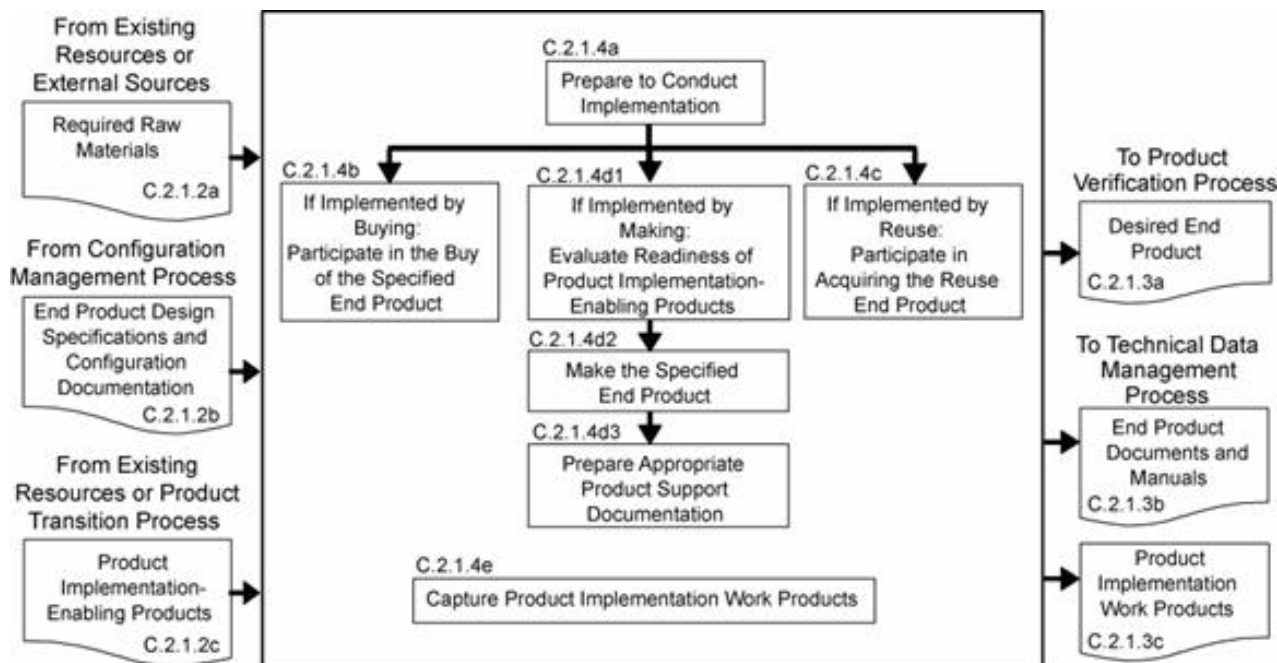 From Existing
Resources or
External Sources
Required Raw
Materials
C.2.1.2a
From Configuration
Management Process
End Product Design
Specifications and
Configuration
Documentation
C.2.1.2b
From Existing
Resources or Product
Transition Process
Product
Implementation-
Enabling Products
C.2.1.2c
C.2.1.4a
Prepare to Conduct
Implementation
C.2.1.4b
If Implemented by
Buying:
Participate in the Buy
of the Specified
End Product
C.2.1.4d1
If Implemented by
Making:
Evaluate Readiness of
Product Implementation-
Enabling Products
C.2.1.4c
If Implemented by
Reuse:
Participate in
Acquiring the Reuse
End Product
C.2.1.4d2
Make the Specified
End Product
C.2.1.4d3
Prepare Appropriate
Product Support
Documentation
C.2.1.4e
Capture Product Implementation Work Products
To Product
Verification Process
Desired End
Product
C.2.1.3a
To Technical Data
Management
Process
End Product
Documents and
Manuals
C.2.1.3b
Product
Implementation
Work Products
C.2.1.3c